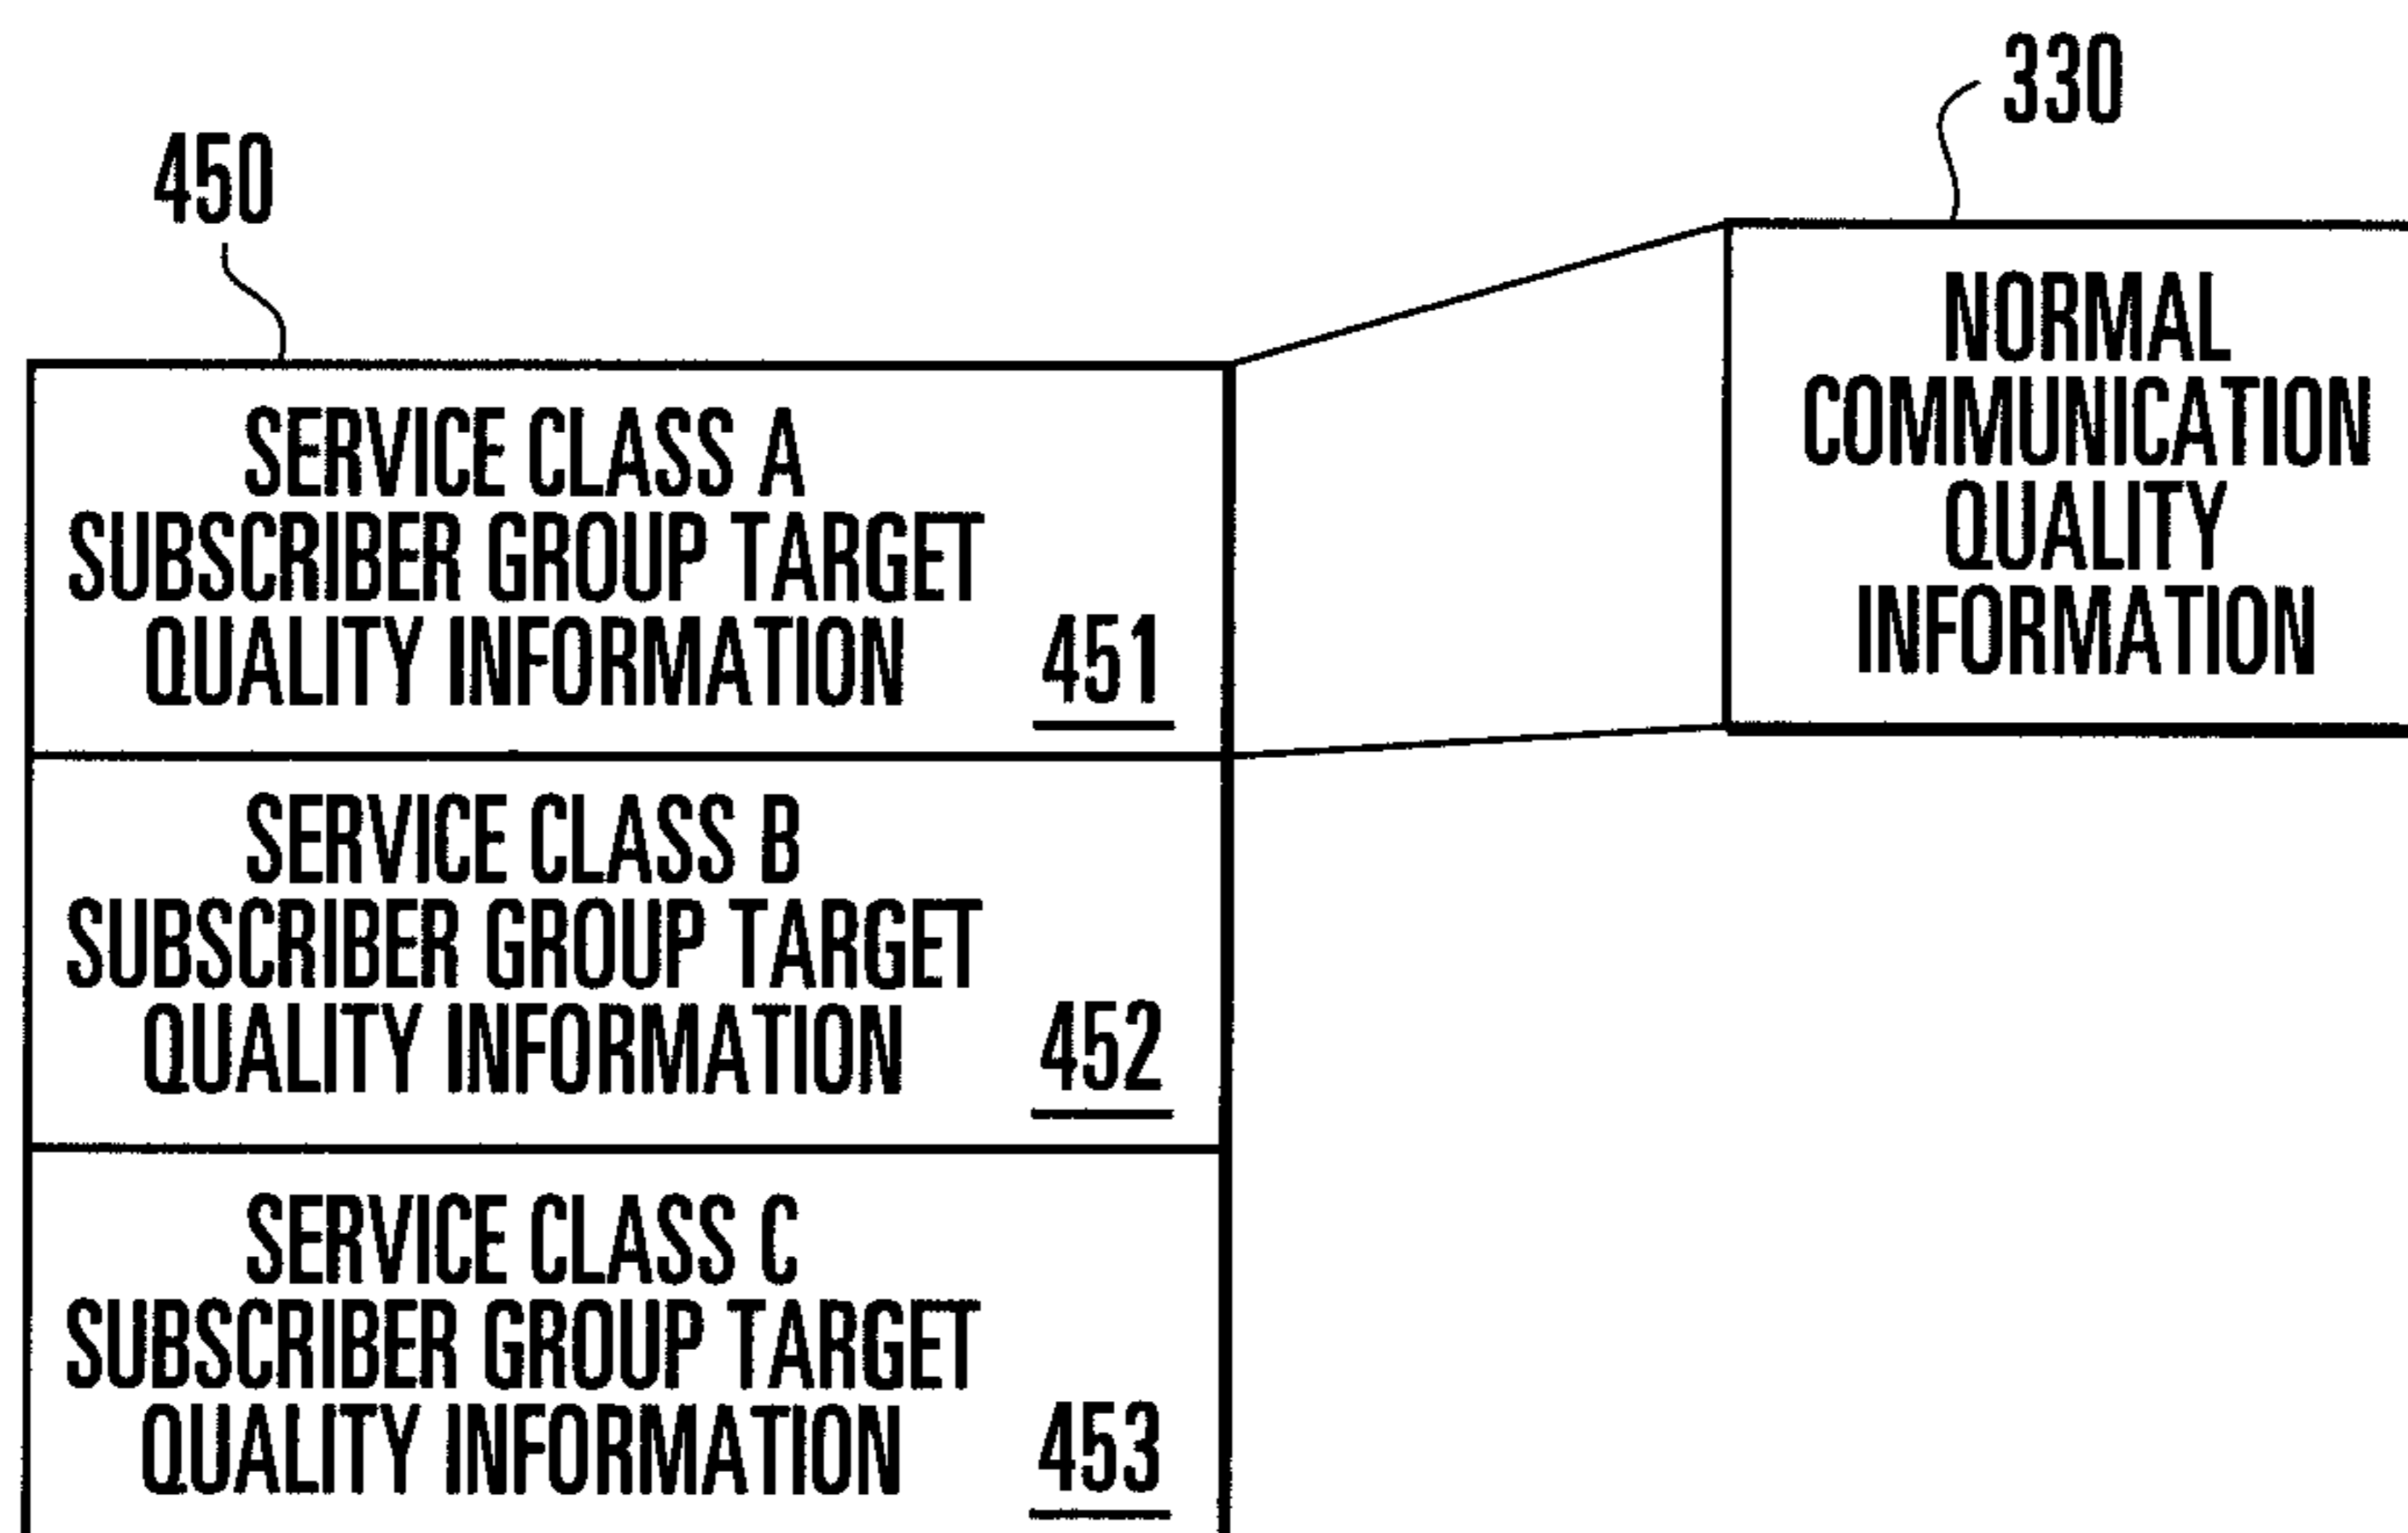 330
450
NORMAL
COMMUNICATION
QUALITY
INFORMATION
SERVICE CLASS A
SUBSCRIBER GROUP TARGET
QUALITY INFORMATION
451
SERVICE CLASS B
SUBSCRIBER GROUP TARGET
QUALITY INFORMATION
452
SERVICE CLASS C
SUBSCRIBER GROUP TARGET
QUALITY INFORMATION
453